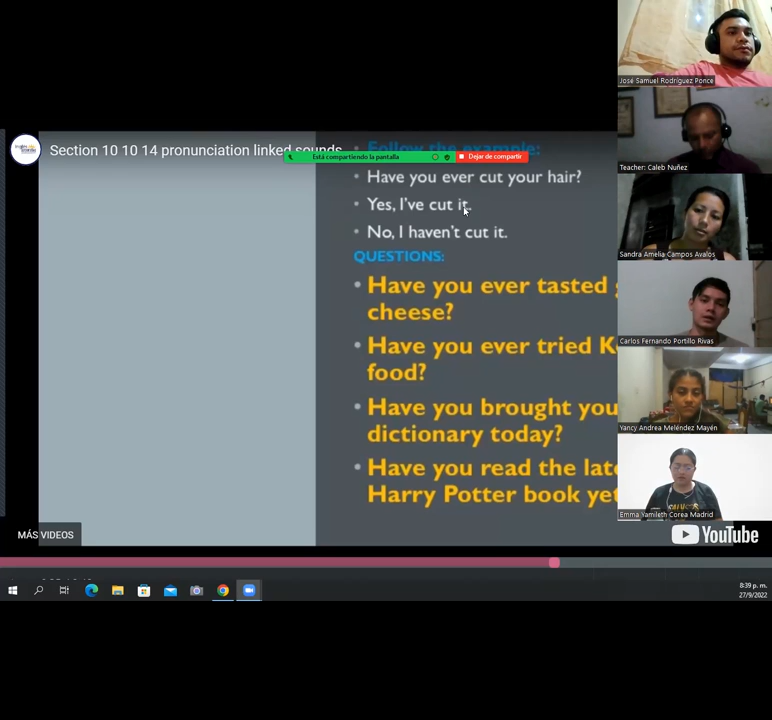 Section 10 10 14 pronunciation linked sounds
Está compartiendo la pantalla
Dejar de compartir
Follow the example:
Have you ever cut your hair?
Yes, I've cut it.
No, I haven't cut it.
QUESTIONS:
Have you ever tasted
cheese?
Have you ever tried
food?
Have you brought you
dictionary today?
Have you read the
Harry Potter book
MÁS VIDEOS
YouTube
José Samuel Rodríguez Ponce
Teacher: Caleb Nuñez
Sandra Amelia Campos Avalos
Carlos Fernando Portillo Rivas
Yancy Andrea Meléndez Mayén
Emma Yamileth Corea Madrid
8:39 p. m.
27/9/2022